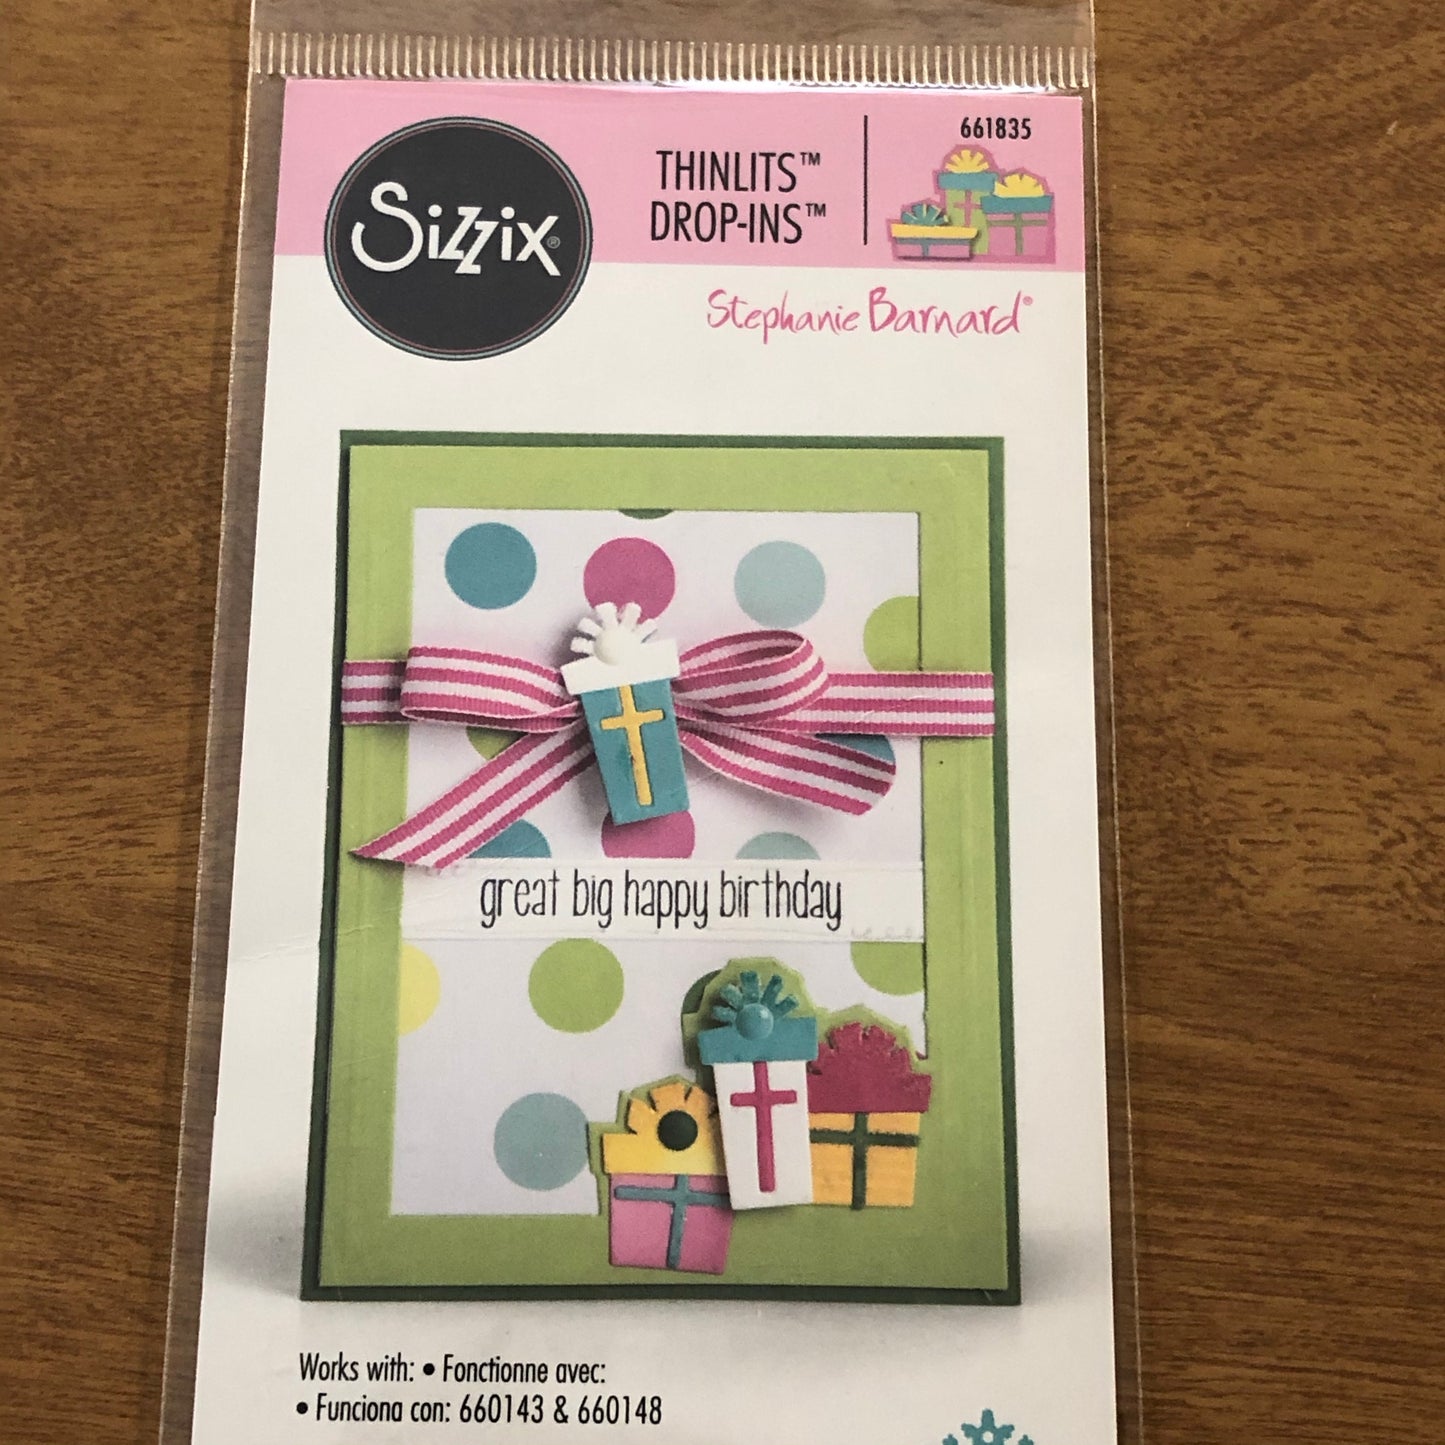 661835
Sizzix®
THINLITS™
DROP-INS™
Stephanie Barnard®
great big happy birthday
Works with: • Fonctionne avec:
• Funciona con: 660143 & 660148